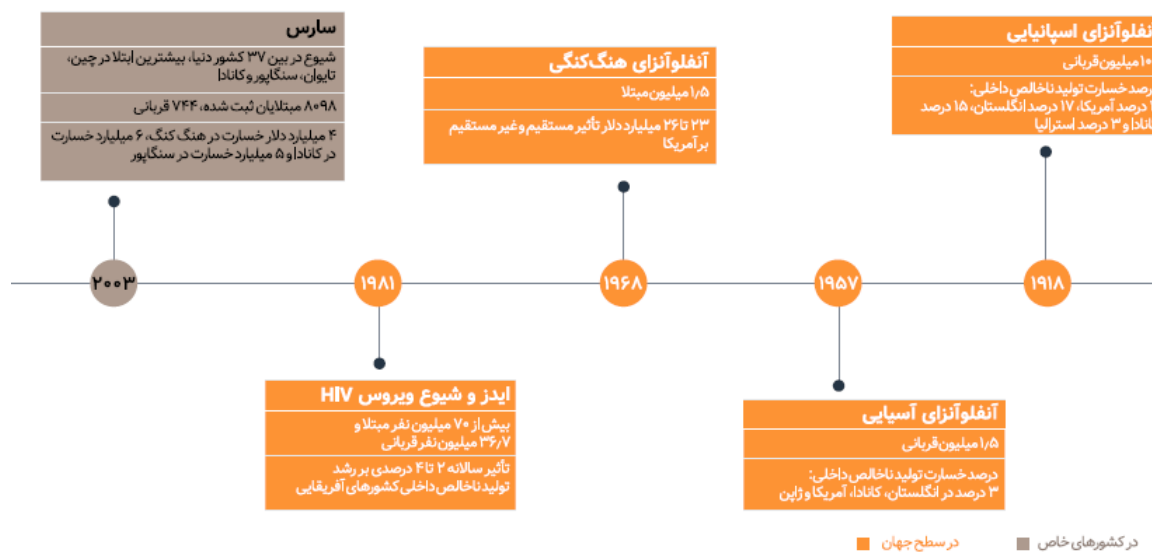 اسپانیایی
میلیون قربانی
خسارت تولید ناخالص داخلی:
درصد آمریکا، ۱۷ درصد انگلستان، ۱۵ درصد
و ۳ درصد استرالیا
آنفلوآنزای هنگ‌کنگی
۱٫۵ میلیون مبتلا
۲۳ تا ۲۶ میلیارد دلار تأثیر مستقیم و غیر مستقیم
بر آمریکا
سارس
شیوع در بین ۳۷ کشور دنیا، بیشترین ابتلا در چین،
تایوان، سنگاپور و کانادا
۸۰۹۸ مبتلایان ثبت شده، ۷۴۴ قربانی
۴ میلیارد دلار خسارت در هنگ کنگ، ۶ میلیارد خسارت
در کانادا و ۵ میلیارد خسارت در سنگاپور
۱۹۱۸
۱۹۵۷
۱۹۶۸
۱۹۸۱
۲۰۰۳
آنفلوآنزای آسیایی
۱٫۵ میلیون قربانی
درصد خسارت تولید ناخالص داخلی:
۳ درصد در انگلستان، کانادا، آمریکا و ژاپن
ایدز و شیوع ویروس HIV
بیش از ۷۰ میلیون نفر مبتلا و
۳۶٫۷ میلیون نفر قربانی
تأثیر سالانه ۲ تا ۴ درصدی بر رشد
تولید ناخالص داخلی کشورهای آفریقایی
در کشورهای خاص
در سطح جهان